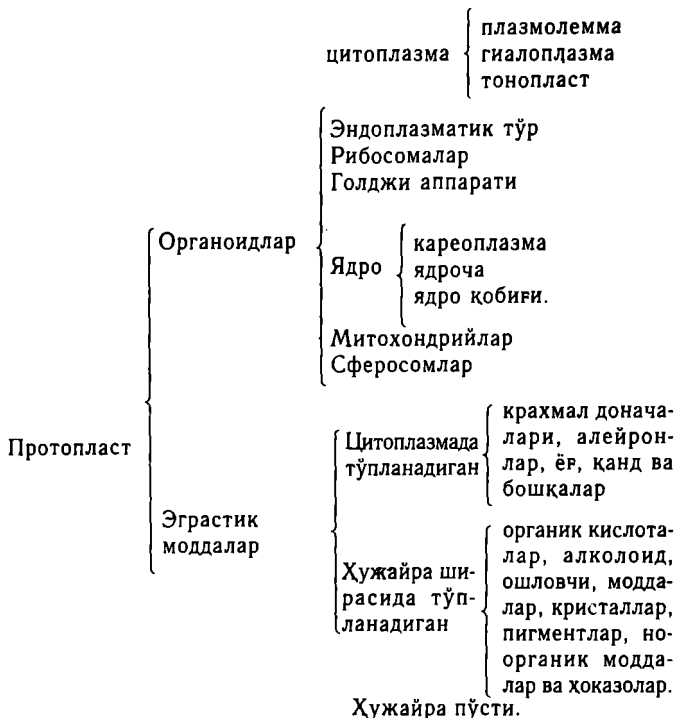 цитоплазма
плазмолемма
гиалоплазма
тонопласт
Эндоплазматик тўр
Рибосомалар
Голджи аппарати
Органоидлар
Ядро
кареоплазма
ядроча
ядро қобиғи.
Митохондрийлар
Сферосомлар
Протопласт
Эграстик
моддалар
Цитоплазмада
тўпланадиган
крахмал донача-
лари, алейрон-
лар, ёғ, қанд ва
бошқалар
Ҳужайра ши-
расида тўп-
ланадиган
органик кислота-
лар, алколоид,
ошловчи, модда-
лар, кристаллар,
пигментлар, но-
органик модда-
лар ва ҳоказолар.
Ҳужайра пўсти.